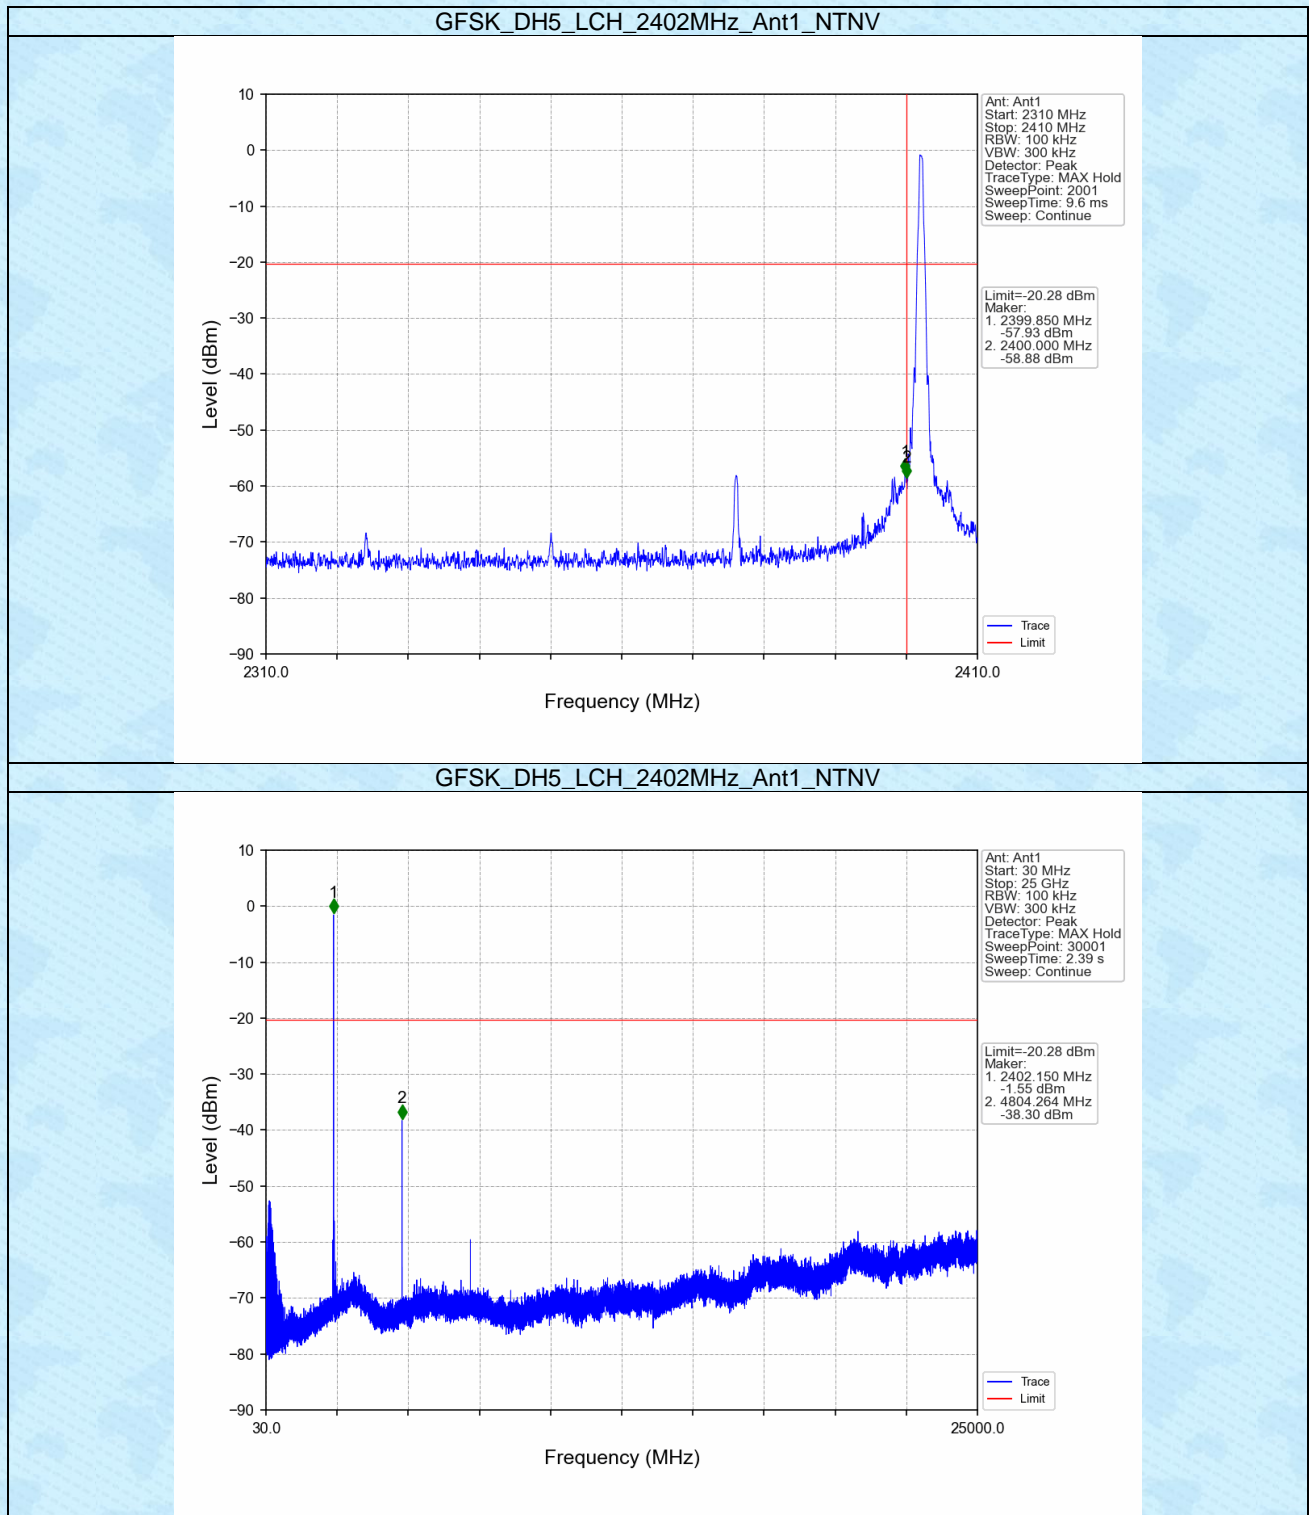 GFSK_DH5_LCH_2402MHz_Ant1_NTNV
10
0
−10
−20
−30
−40
−50
−60
−70
−80
−90
Level (dBm)
2310.0
2410.0
Frequency (MHz)
1
2
Ant: Ant1
Start: 2310 MHz
Stop: 2410 MHz
RBW: 100 kHz
VBW: 300 kHz
Detector: Peak
TraceType: MAX Hold
SweepPoint: 2001
SweepTime: 9.6 ms
Sweep: Continue
Limit=-20.28 dBm
Maker:
1. 2399.850 MHz
-57.93 dBm
2. 2400.000 MHz
-58.88 dBm
Trace
Limit
GFSK_DH5_LCH_2402MHz_Ant1_NTNV
10
0
−10
−20
−30
−40
−50
−60
−70
−80
−90
Level (dBm)
30.0
25000.0
Frequency (MHz)
1
2
Ant: Ant1
Start: 30 MHz
Stop: 25 GHz
RBW: 100 kHz
VBW: 300 kHz
Detector: Peak
TraceType: MAX Hold
SweepPoint: 30001
SweepTime: 2.39 s
Sweep: Continue
Limit=-20.28 dBm
Maker:
1. 2402.150 MHz
-1.55 dBm
2. 4804.264 MHz
-38.30 dBm
Trace
Limit